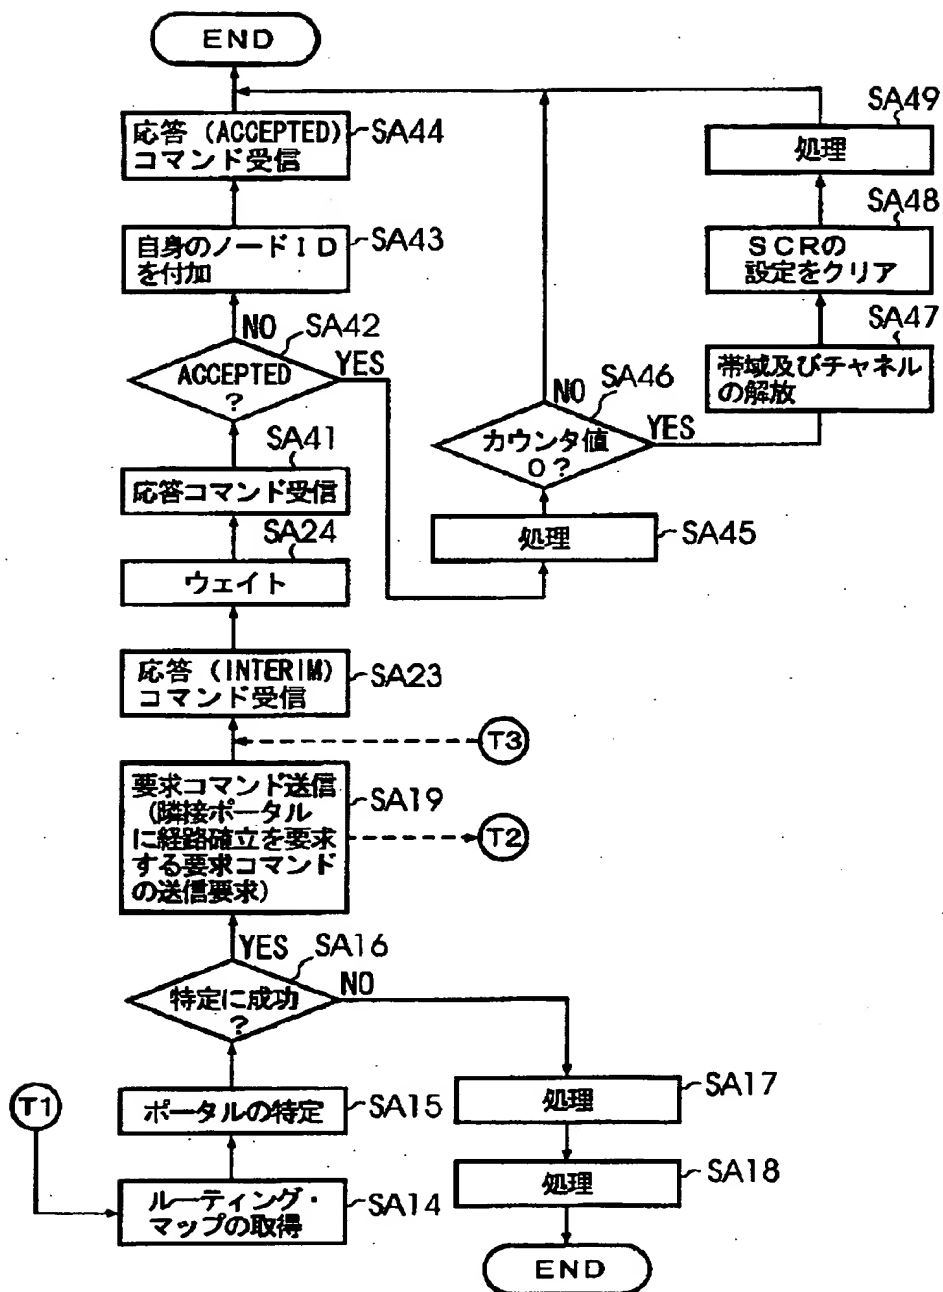 END
応答 (ACCEPTED)
コマンド受信
SA44
自身のノードID
を付加
SA43
NO
SA42
ACCEPTED
?
YES
SA41
応答コマンド受信
SA24
ウェイト
応答 (INTERIM)
コマンド受信
SA23
T3
要求コマンド送信
(隣接ポータル
に経路確立を要求
する要求コマンド
の送信要求)
SA19
T2
YES
SA16
特定に成功
?
NO
ポータルの特定
SA15
T1
ルーティング・
マップの取得
SA14
処理
SA17
処理
SA18
END
SA49
処理
SA48
SCRの
設定をクリア
SA47
帯域及びチャネル
の解放
NO
SA46
カウンタ値
0?
YES
処理
SA45